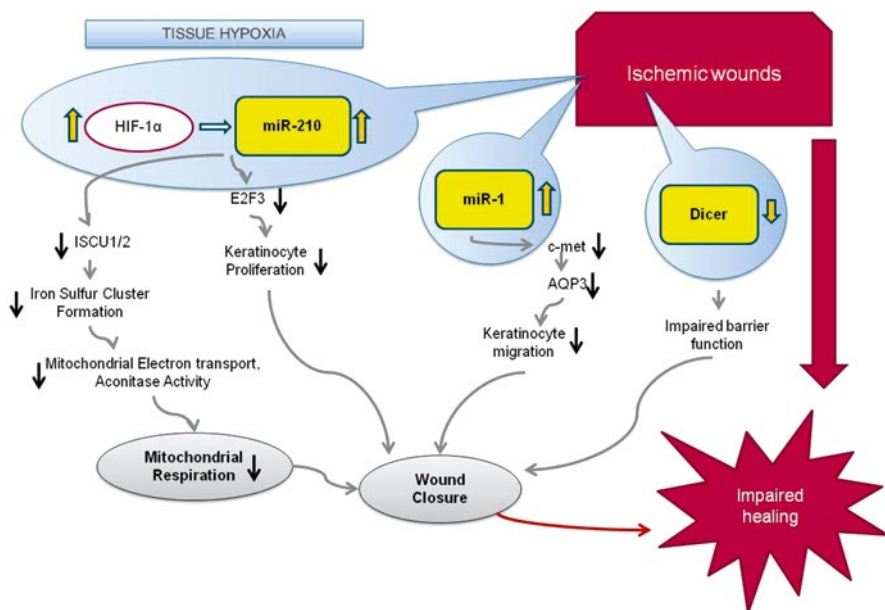 TISSUE HYPOXIA
Ischemic wounds
HIF-1α
miR-210
E2F3
miR-1
Dicer
ISCU1/2
Keratinocyte
Proliferation
c-met
AQP3
Iron Sulfur Cluster
Formation
Keratinocyte
migration
Impaired barrier
function
Mitochondrial Electron transport,
Aconitase Activity
Mitochondrial
Respiration
Wound
Closure
Impaired
healing